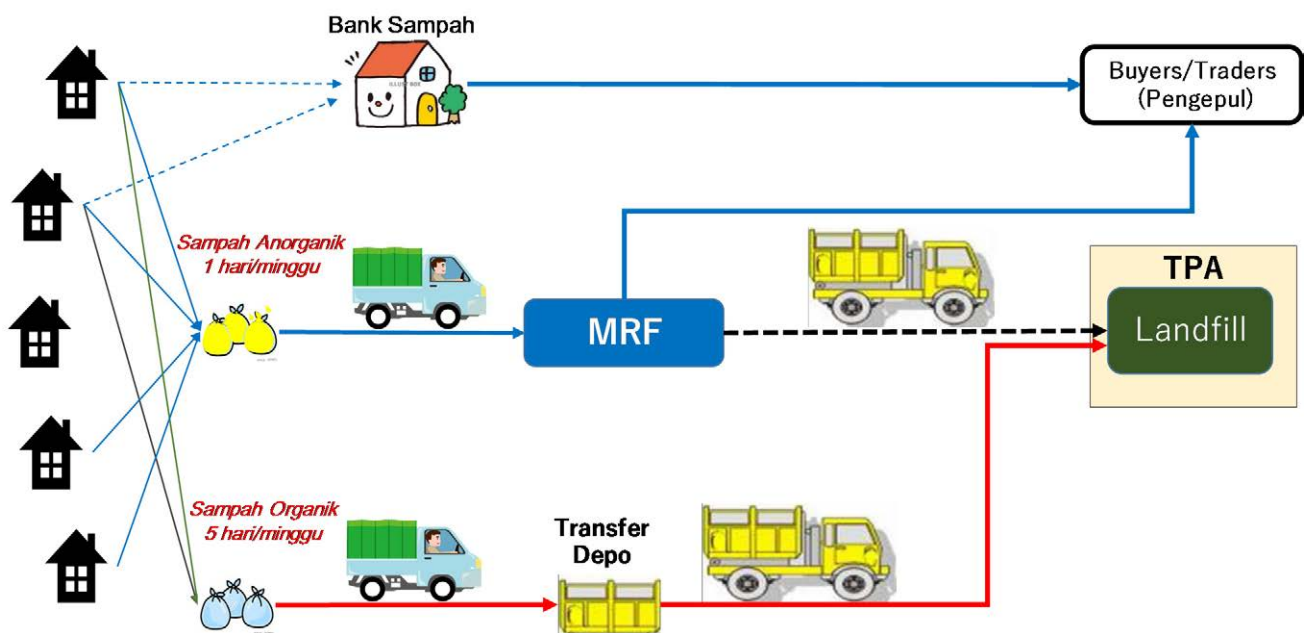 Bank Sampah
Buyers/Traders
(Pengepul)
Sampah Anorganik
1 hari/minggu
MRF
TPA
Landfill
Sampah Organik
5 hari/minggu
Transfer
Depo